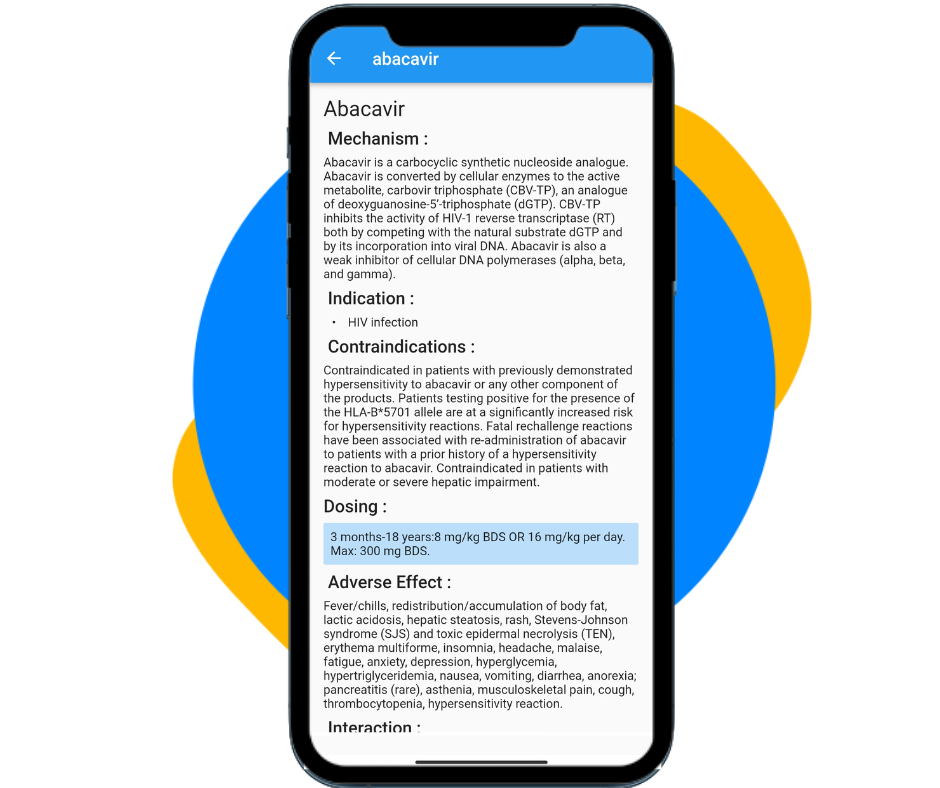 abacavir
Abacavir
Mechanism :
Abacavir is a carbocyclic synthetic nucleoside analogue.
Abacavir is converted by cellular enzymes to the active
metabolite, carbovir triphosphate (CBV-TP), an analogue
of deoxyguanosine-5'-triphosphate (dGTP). CBV-TP
inhibits the activity of HIV-1 reverse transcriptase (RT)
both by competing with the natural substrate dGTP and
by its incorporation into viral DNA. Abacavir is also a
weak inhibitor of cellular DNA polymerases (alpha, beta,
and gamma).
Indication :
• HIV infection
Contraindications :
Contraindicated in patients with previously demonstrated
hypersensitivity to abacavir or any other component of
the products. Patients testing positive for the presence of
the HLA-B*5701 allele are at a significantly increased risk
for hypersensitivity reactions. Fatal rechallenge reactions
have been associated with re-administration of abacavir
to patients with a prior history of a hypersensitivity
reaction to abacavir. Contraindicated in patients with
moderate or severe hepatic impairment.
Dosing :
3 months-18 years:8 mg/kg BDS OR 16 mg/kg per day.
Max: 300 mg BDS.
Adverse Effect :
Fever/chills, redistribution/accumulation of body fat,
lactic acidosis, hepatic steatosis, rash, Stevens-Johnson
syndrome (SJS) and toxic epidermal necrolysis (TEN),
erythema multiforme, insomnia, headache, malaise,
fatigue, anxiety, depression, hyperglycemia,
hypertriglyceridemia, nausea, vomiting, diarrhea, anorexia;
pancreatitis (rare), asthenia, musculoskeletal pain, cough,
thrombocytopenia, hypersensitivity reaction.
Interaction :